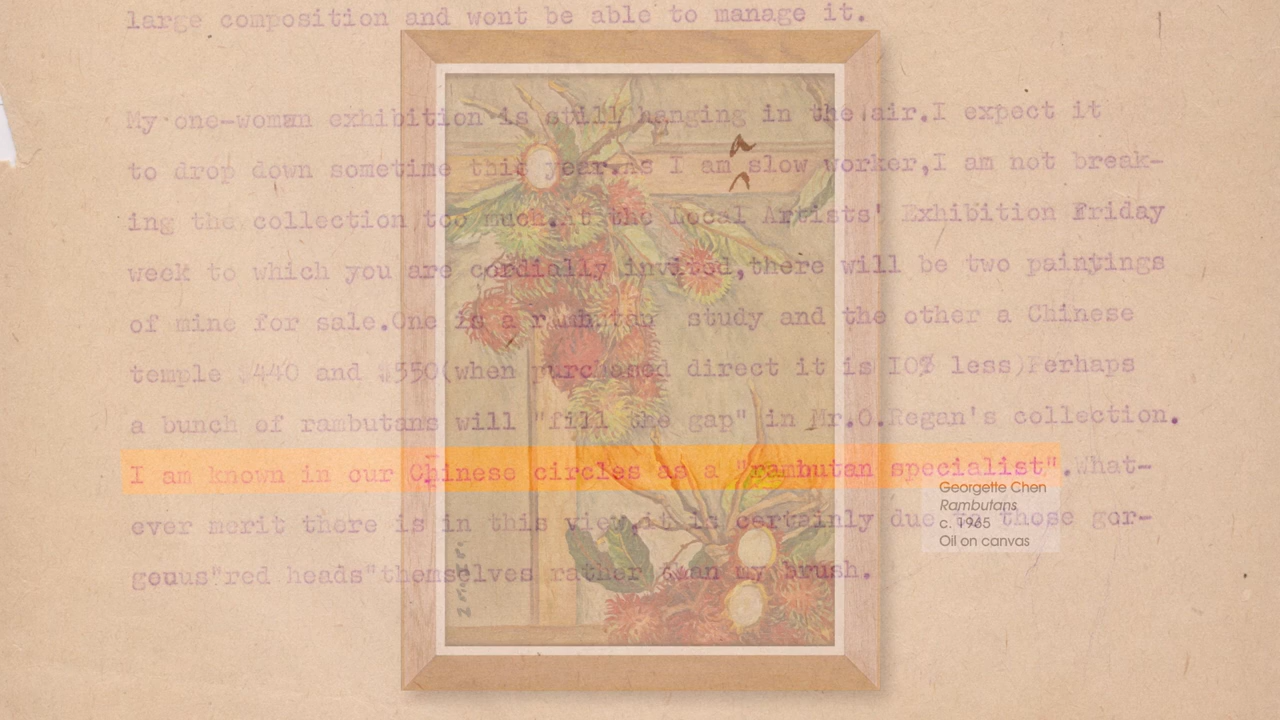 large composition and wont be able to manage it.
My one-woman exhibition is still hanging in the air.I expect it
a
to drop down sometime this year.As I am slow worker,I am not break-
ing the collection too much.At the Local Artists' Exhibition Friday
week to which you are cordially invited,there will be two paintings
of mine for sale.One is a rambutan study and the other a Chinese
temple $440 and $550(when purchased direct it is I0% less)Perhaps
a bunch of rambutans will "fill the gap" in Mr.O.Regan's collection.
I am known in our Chinese circles as a "rambutan specialist".What-
ever merit there is in this view,it is certainly due to those gor-
geous"red heads"themselves rather than my brush.
Georgette Chen
Rambutans
c. 1965
Oil on canvas